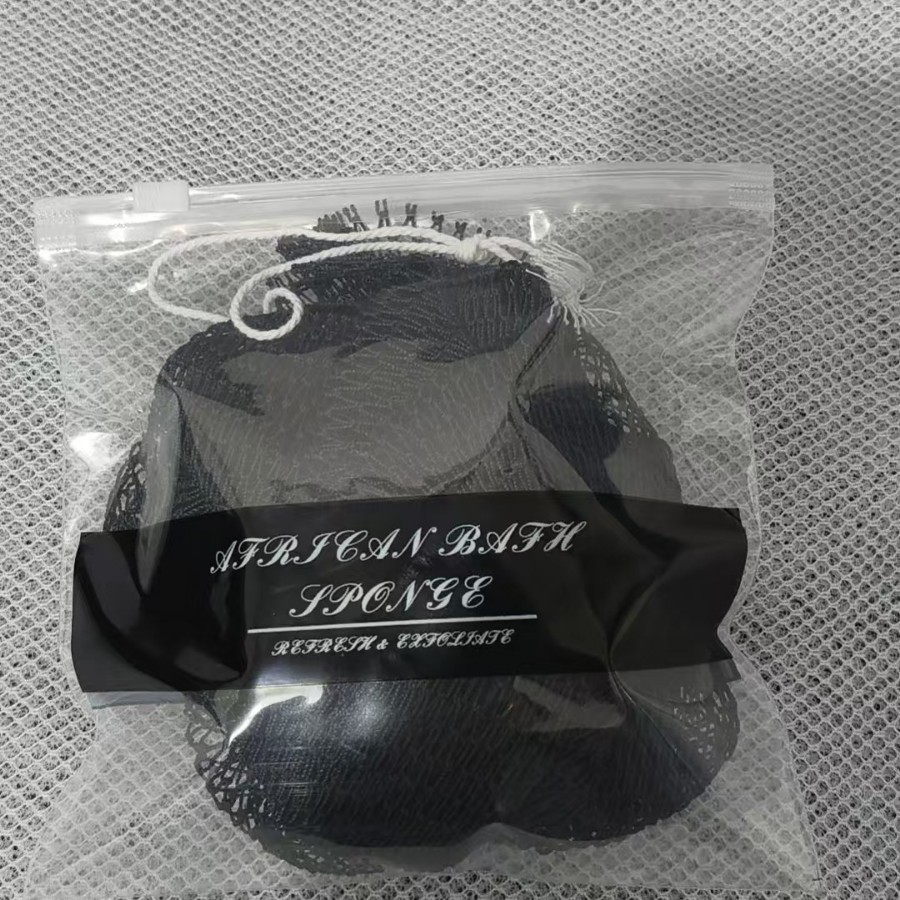 AFRICAN BATH
SPONGE
REFRESH & EXFOLIATE